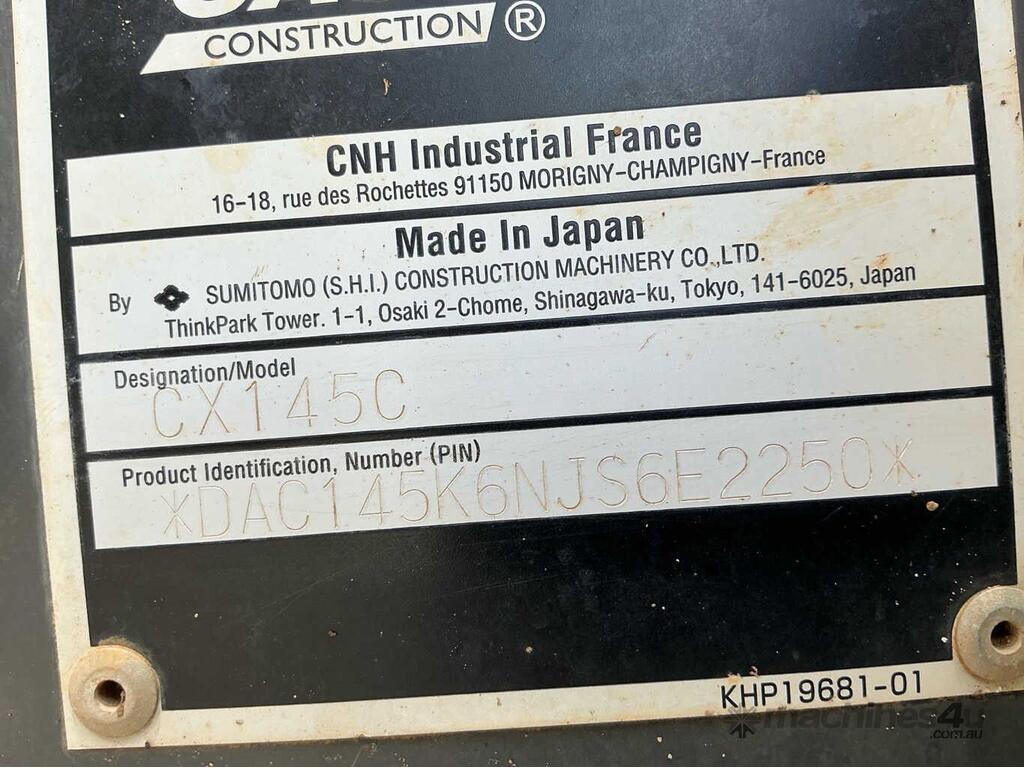 CONSTRUCTION ®
CNH Industrial France
16-18, rue des Rochettes 91150 MORIGNY-CHAMPIGNY-France
Made In Japan
By SUMITOMO (S.H.I.) CONSTRUCTION MACHINERY CO.,LTD.
ThinkPark Tower. 1-1, Osaki 2-Chome, Shinagawa-ku, Tokyo, 141-6025, Japan
Designation/Model
CX145C
Product Identification, Number (PIN)
*DAC145K6NJS6E2250*
KHP19681-01
machines4u
.com.au